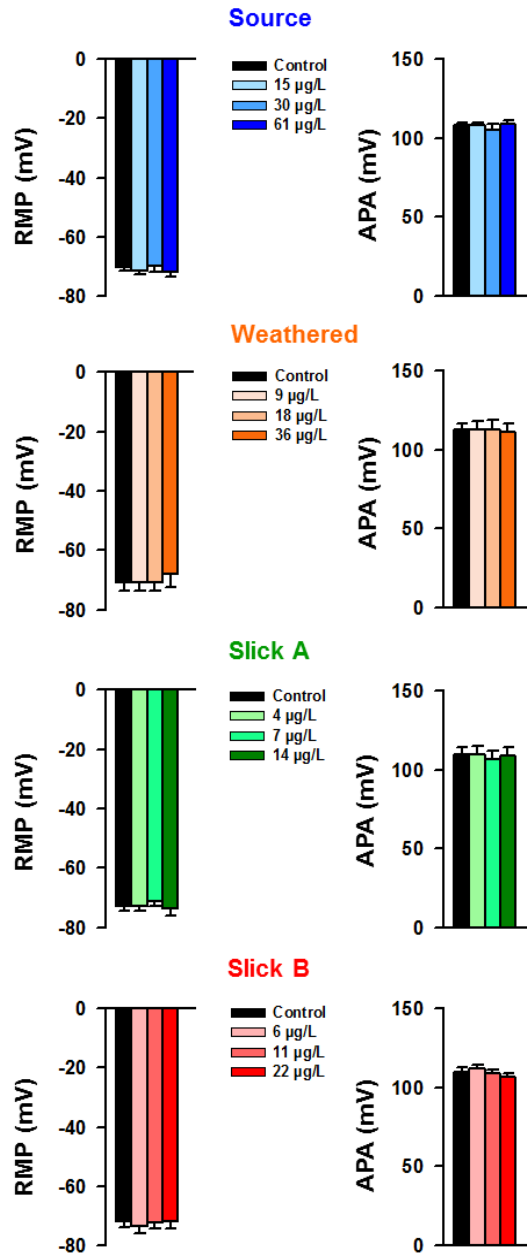 Source
RMP (mV)
0
-20
-40
-60
-80
Control
15 µg/L
30 µg/L
61 µg/L
APA (mV)
150
100
50
0
Weathered
RMP (mV)
0
-20
-40
-60
-80
Control
9 µg/L
18 µg/L
36 µg/L
APA (mV)
150
100
50
0
Slick A
RMP (mV)
0
-20
-40
-60
-80
Control
4 µg/L
7 µg/L
14 µg/L
APA (mV)
150
100
50
0
Slick B
RMP (mV)
0
-20
-40
-60
-80
Control
6 µg/L
11 µg/L
22 µg/L
APA (mV)
150
100
50
0